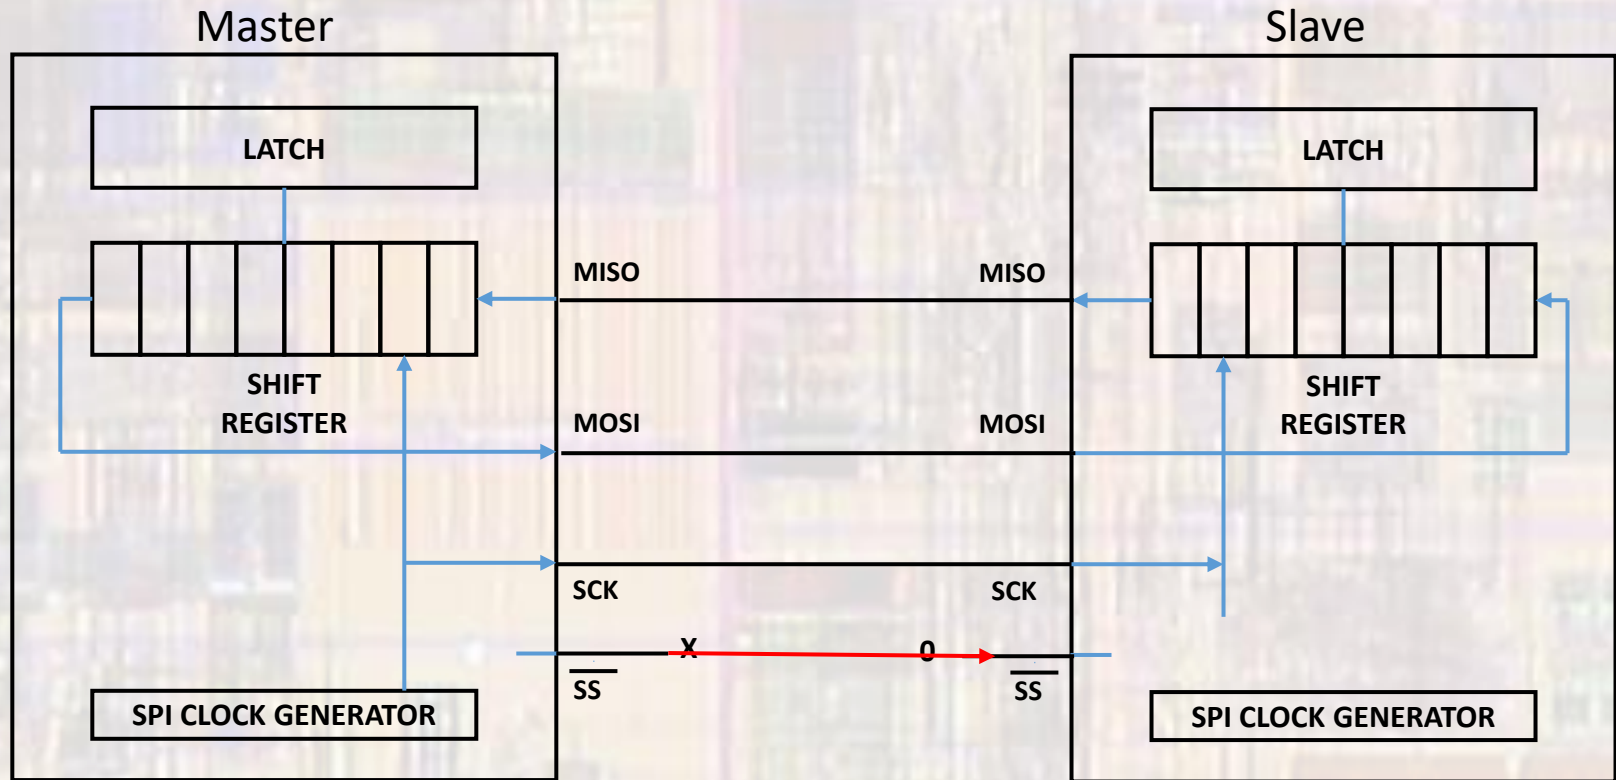 Master
Slave
LATCH
LATCH
MISO
MISO
SHIFT
REGISTER
SHIFT
REGISTER
MOSI
MOSI
SCK
SCK
X
0
SS
SS
SPI CLOCK GENERATOR
SPI CLOCK GENERATOR